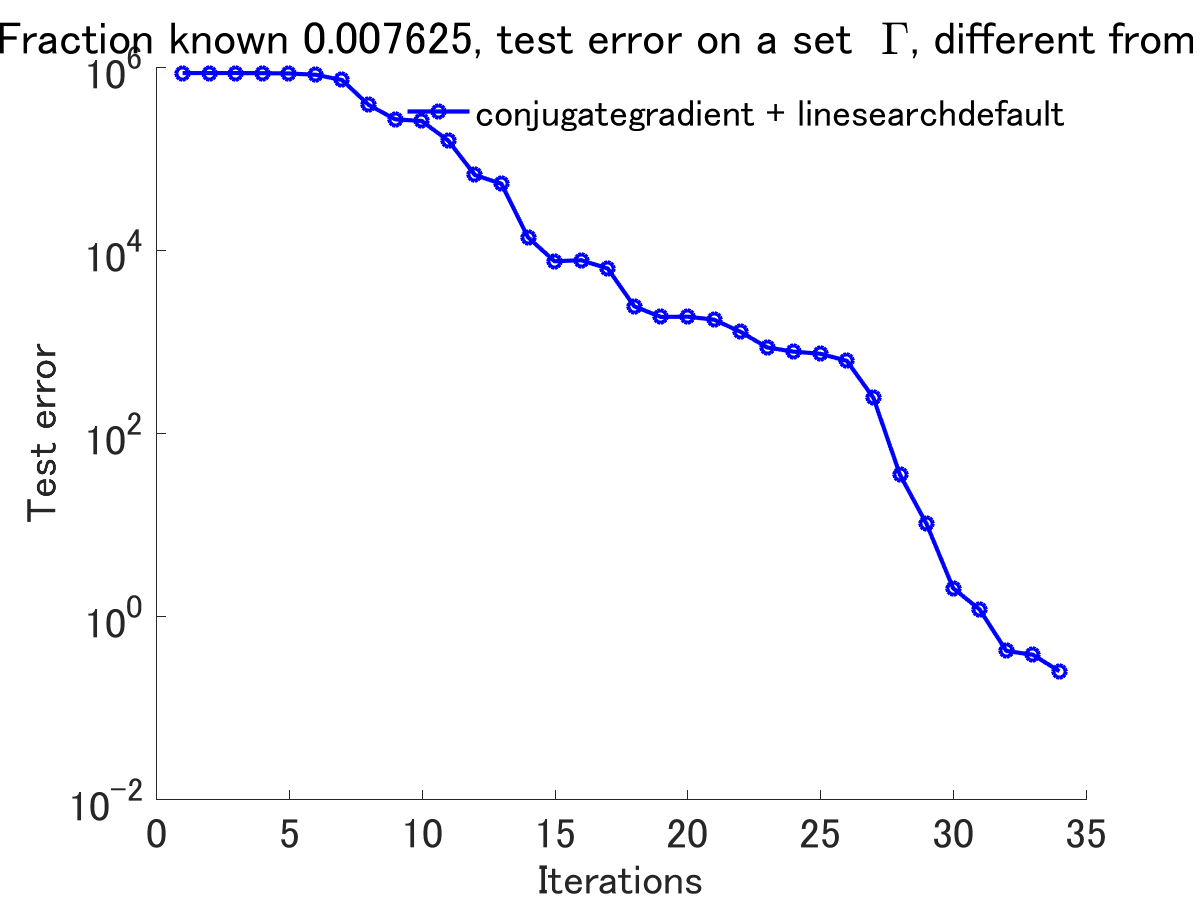 Fraction known 0.007625, test error on a set Γ, different from
10^6
conjugategradient + linesearchdefault
10^4
10^2
10^0
10^-2
Test error
0 5 10 15 20 25 30 35
Iterations